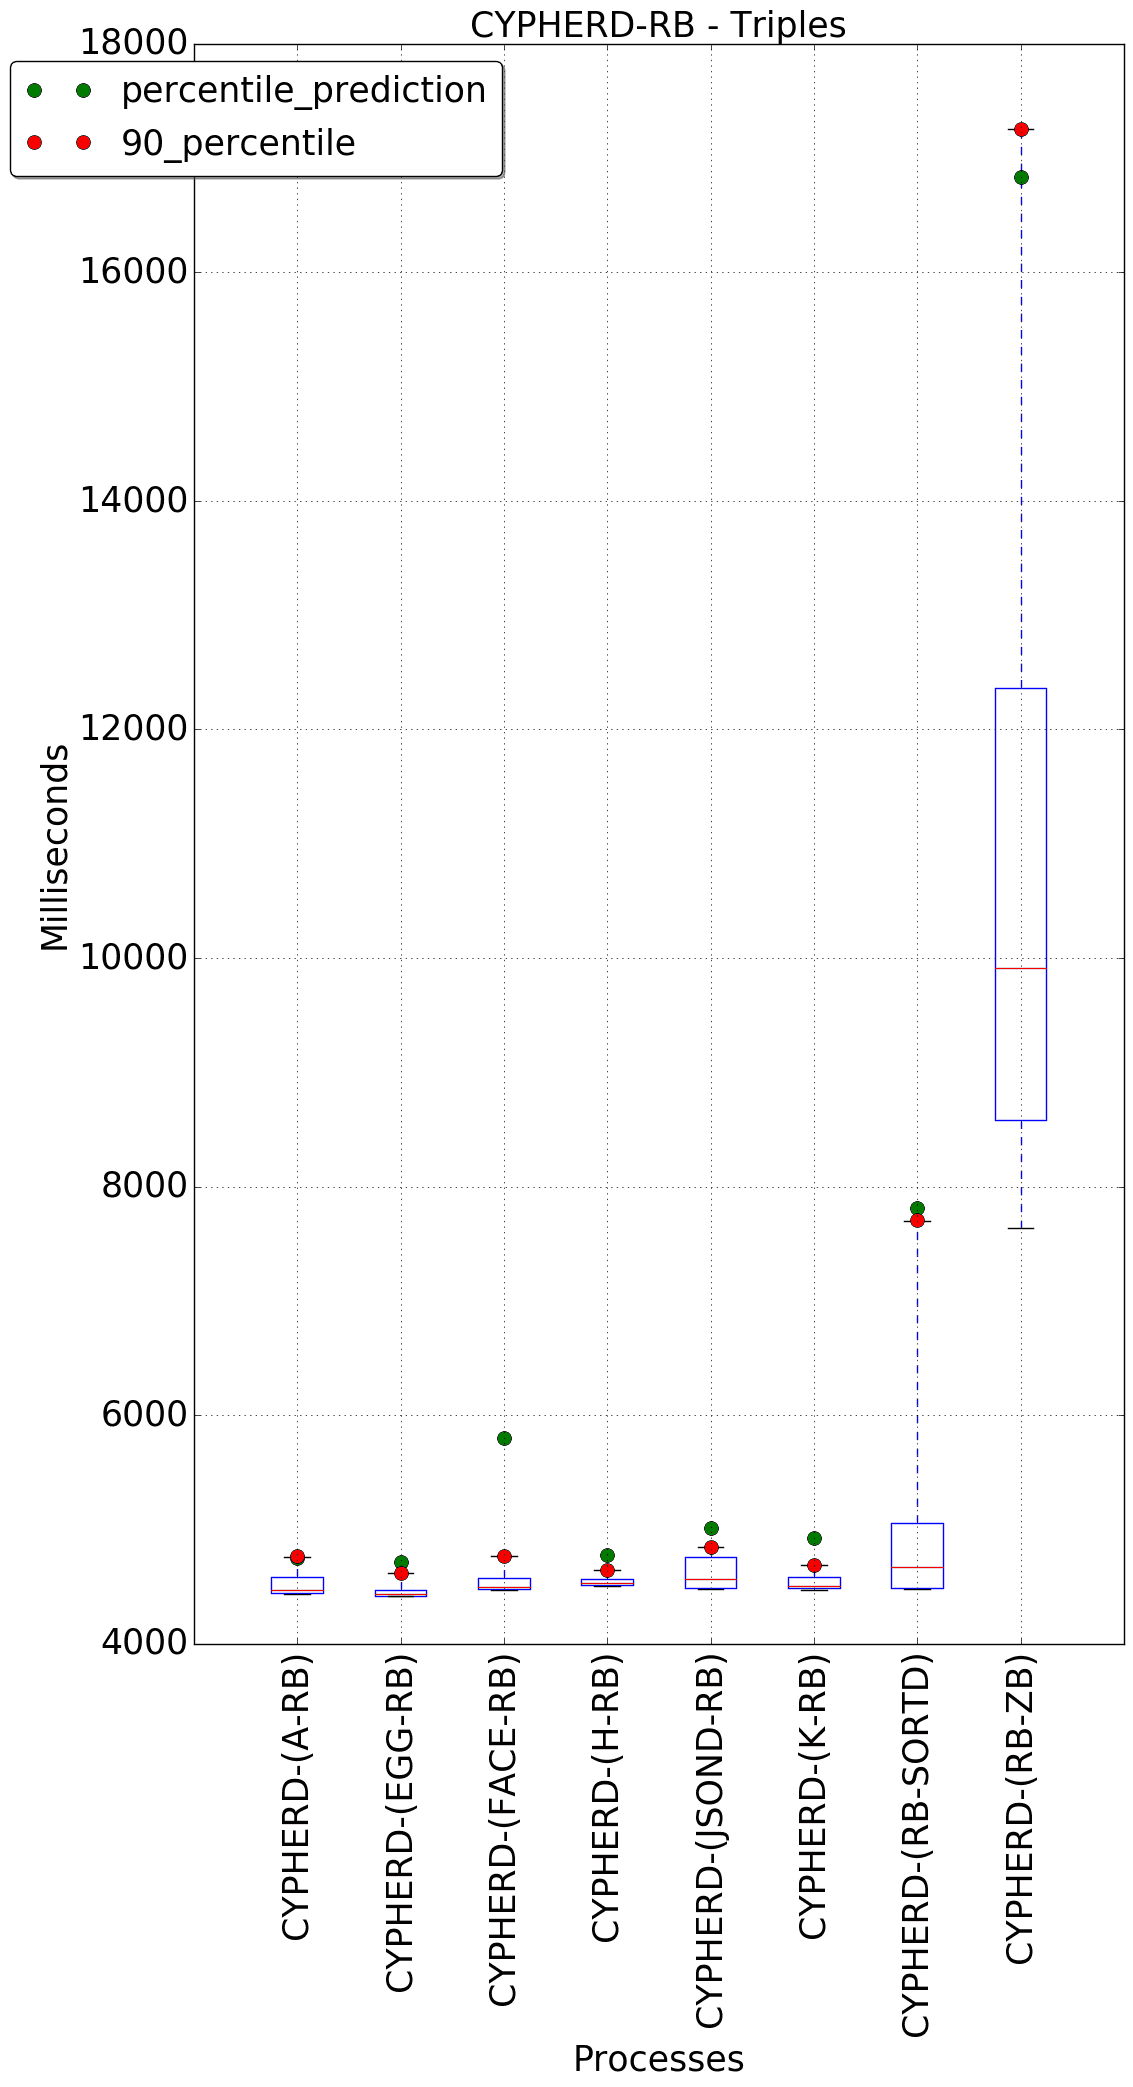 CYPHERD-RB - Triples
percentile_prediction
90_percentile
18000
16000
14000
12000
10000
8000
6000
4000
Milliseconds
CYPHERD-(A-RB)
CYPHERD-(EGG-RB)
CYPHERD-(FACE-RB)
CYPHERD-(H-RB)
CYPHERD-(JSOND-RB)
CYPHERD-(K-RB)
CYPHERD-(RB-SORTD)
CYPHERD-(RB-ZB)
Processes